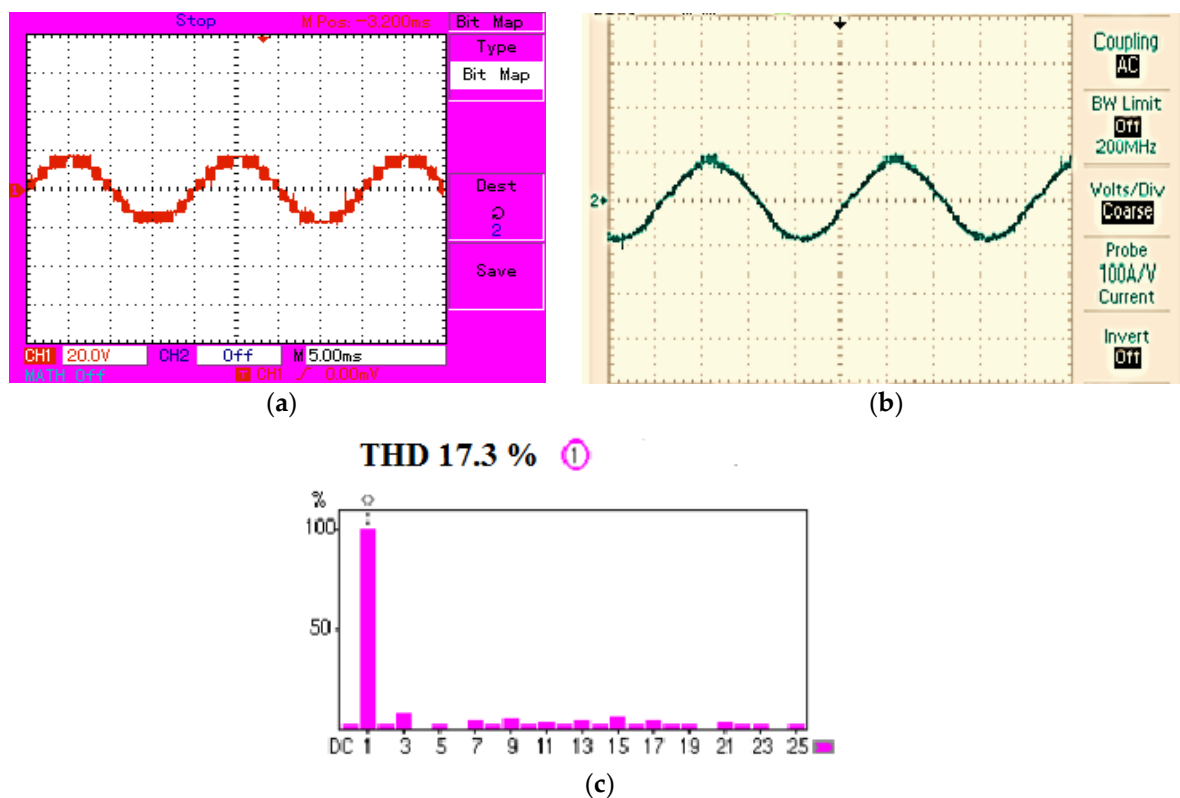 Stop M Pos: -3.200ms Bit Map
Type
Bit Map
Dest
2
Save
1
CH1 20.0V CH2 Off M 5.00ms
MATH Off T CH1 0.00mV
(a)
Coupling
AC
BW Limit
Off
200MHz
Volts/Div
Coarse
Probe
100A/V
Current
Invert
Off
2
(b)
THD 17.3 % 1
%
100
50
DC 1 3 5 7 9 11 13 15 17 19 21 23 25
(c)